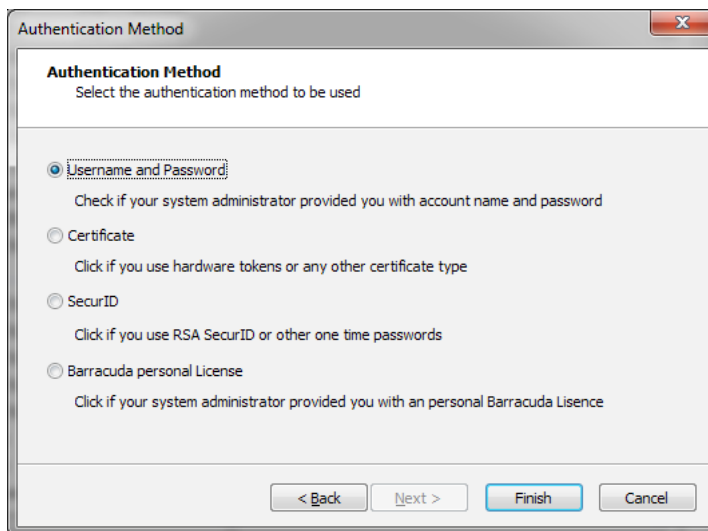 Authentication Method
Authentication Method
Select the authentication method to be used
Username and Password
Check if your system administrator provided you with account name and password
Certificate
Click if you use hardware tokens or any other certificate type
SecurID
Click if you use RSA SecurID or other one time passwords
Barracuda personal License
Click if your system administrator provided you with an personal Barracuda Lisence
< Back Next > Finish Cancel